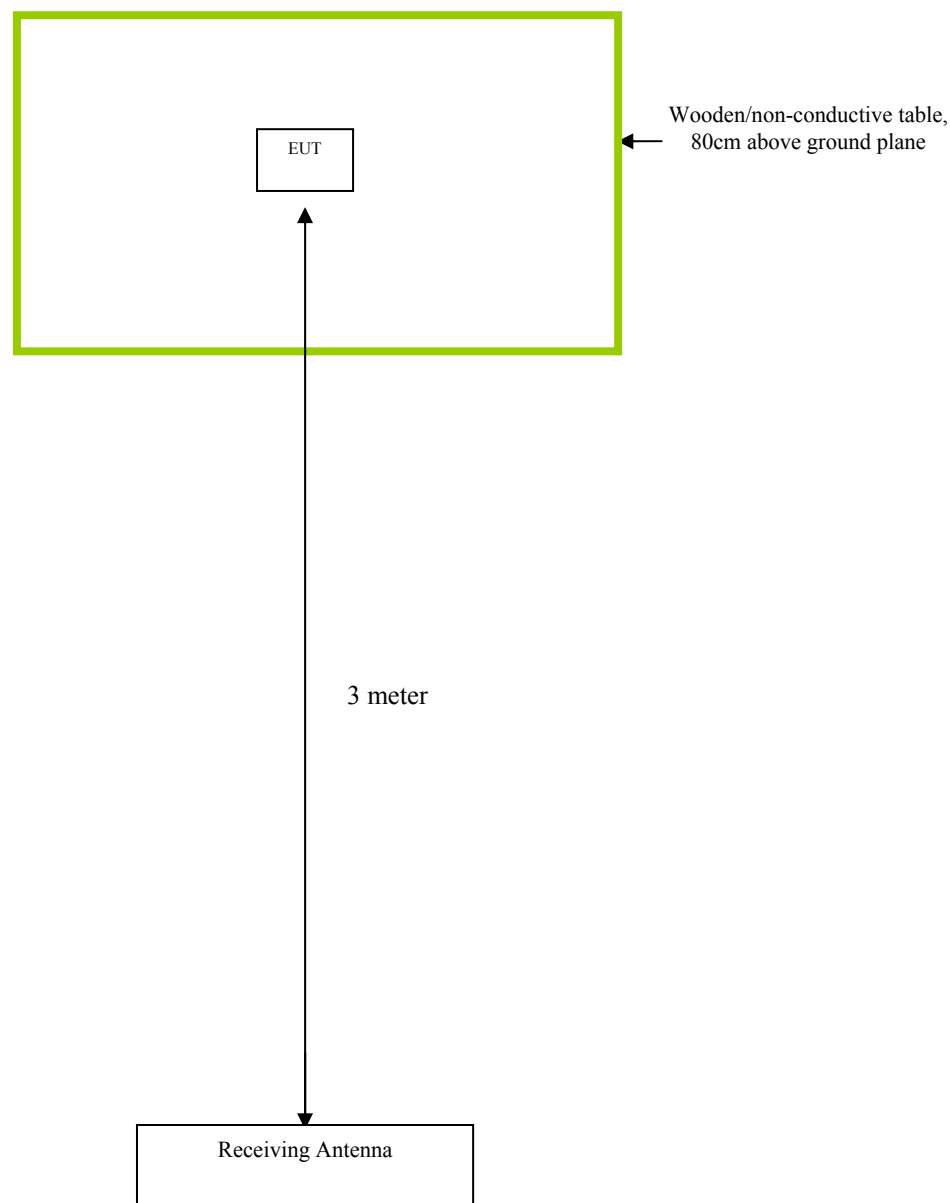 Wooden/non-conductive table,
80cm above ground plane
EUT
3 meter
Receiving Antenna